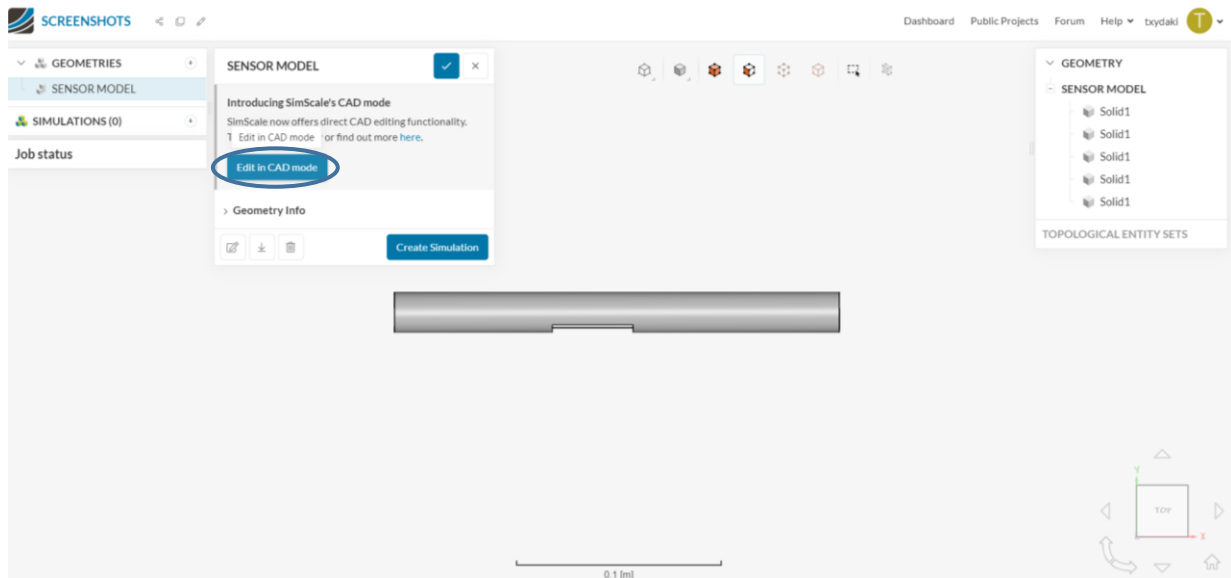 SCREENSHOTS
Dashboard Public Projects Forum Help txydaki T
GEOMETRIES
SENSOR MODEL
SIMULATIONS (0)
Job status
SENSOR MODEL
Introducing SimScale's CAD mode
SimScale now offers direct CAD editing functionality.
Edit in CAD mode or find out more here.
Edit in CAD mode
Geometry Info
Create Simulation
GEOMETRY
SENSOR MODEL
Solid1
Solid1
Solid1
Solid1
Solid1
TOPOLOGICAL ENTITY SETS
Y
X
0.1 [m]